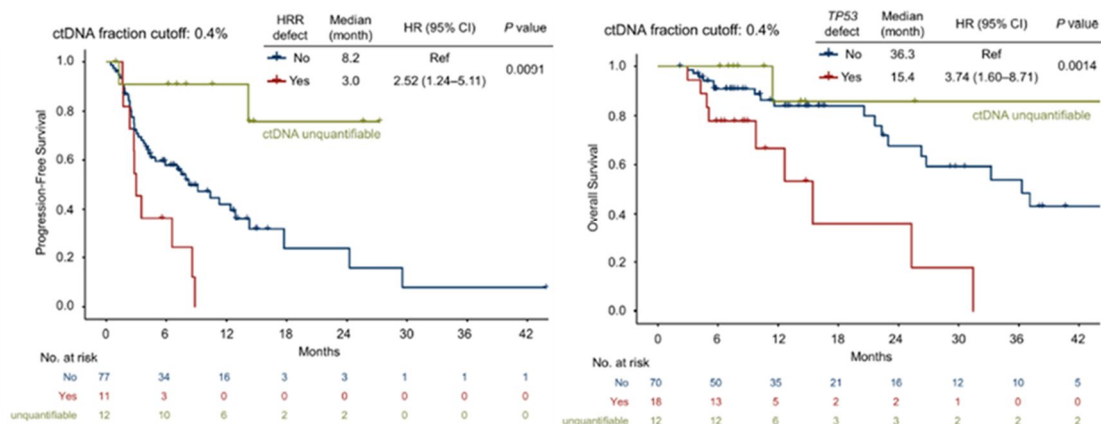 ctDNA fraction cutoff: 0.4%
HRR defect Median (month) HR (95% CI) P value
No 8.2 Ref
0.0091
Yes 3.0 2.52 (1.24–5.11)
ctDNA unquantifiable
Progression-Free Survival
1.0
0.8
0.6
0.4
0.2
0.0
0 6 12 18 24 30 36 42
Months
No. at risk
No 77 34 16 3 3 1 1 1
Yes 11 3 0 0 0 0 0 0
unquantifiable 12 10 6 2 2 0 0 0
ctDNA fraction cutoff: 0.4%
TP53 defect Median (month) HR (95% CI) P value
No 36.3 Ref
0.0014
Yes 15.4 3.74 (1.60–8.71)
ctDNA unquantifiable
Overall Survival
1.0
0.8
0.6
0.4
0.2
0.0
0 6 12 18 24 30 36 42
Months
No. at risk
No 70 50 35 21 16 12 10 5
Yes 18 13 5 2 2 1 0 0
unquantifiable 12 12 6 3 3 2 2 2